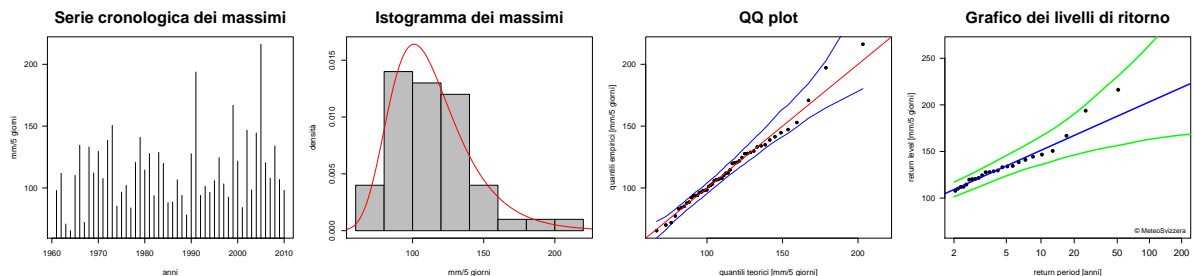 Serie cronologica dei massimi
mm/5 giorni
200
150
100
1960
1970
1980
1990
2000
2010
anni
Istogramma dei massimi
densità
0.015
0.010
0.005
0.000
100
150
200
mm/5 giorni
QQ plot
quantili empirici [mm/5 giorni]
200
150
100
100
150
200
quantili teorici [mm/5 giorni]
Grafico dei livelli di ritorno
return level [mm/5 giorni]
250
200
150
100
© MeteoSvizzera
2
5
10
20
50
100
200
return period [anni]